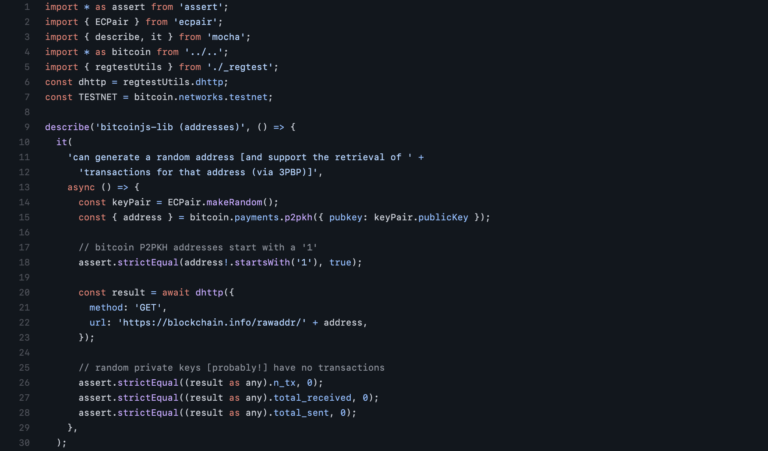 1 import * as assert from 'assert';
2 import { ECPair } from 'ecpair';
3 import { describe, it } from 'mocha';
4 import * as bitcoin from '../..';
5 import { regtestUtils } from './_regtest';
6 const dhttp = regtestUtils.dhttp;
7 const TESTNET = bitcoin.networks.testnet;
8
9 describe('bitcoinjs-lib (addresses)', () => {
10   it(
11     'can generate a random address [and support the retrieval of ' +
12       'transactions for that address (via 3PBP)]',
13     async () => {
14       const keyPair = ECPair.makeRandom();
15       const { address } = bitcoin.payments.p2pkh({ pubkey: keyPair.publicKey });
16
17       // bitcoin P2PKH addresses start with a '1'
18       assert.strictEqual(address!.startsWith('1'), true);
19
20       const result = await dhttp({
21         method: 'GET',
22         url: 'https://blockchain.info/rawaddr/' + address,
23       });
24
25       // random private keys [probably!] have no transactions
26       assert.strictEqual((result as any).n_tx, 0);
27       assert.strictEqual((result as any).total_received, 0);
28       assert.strictEqual((result as any).total_sent, 0);
29     },
30   );